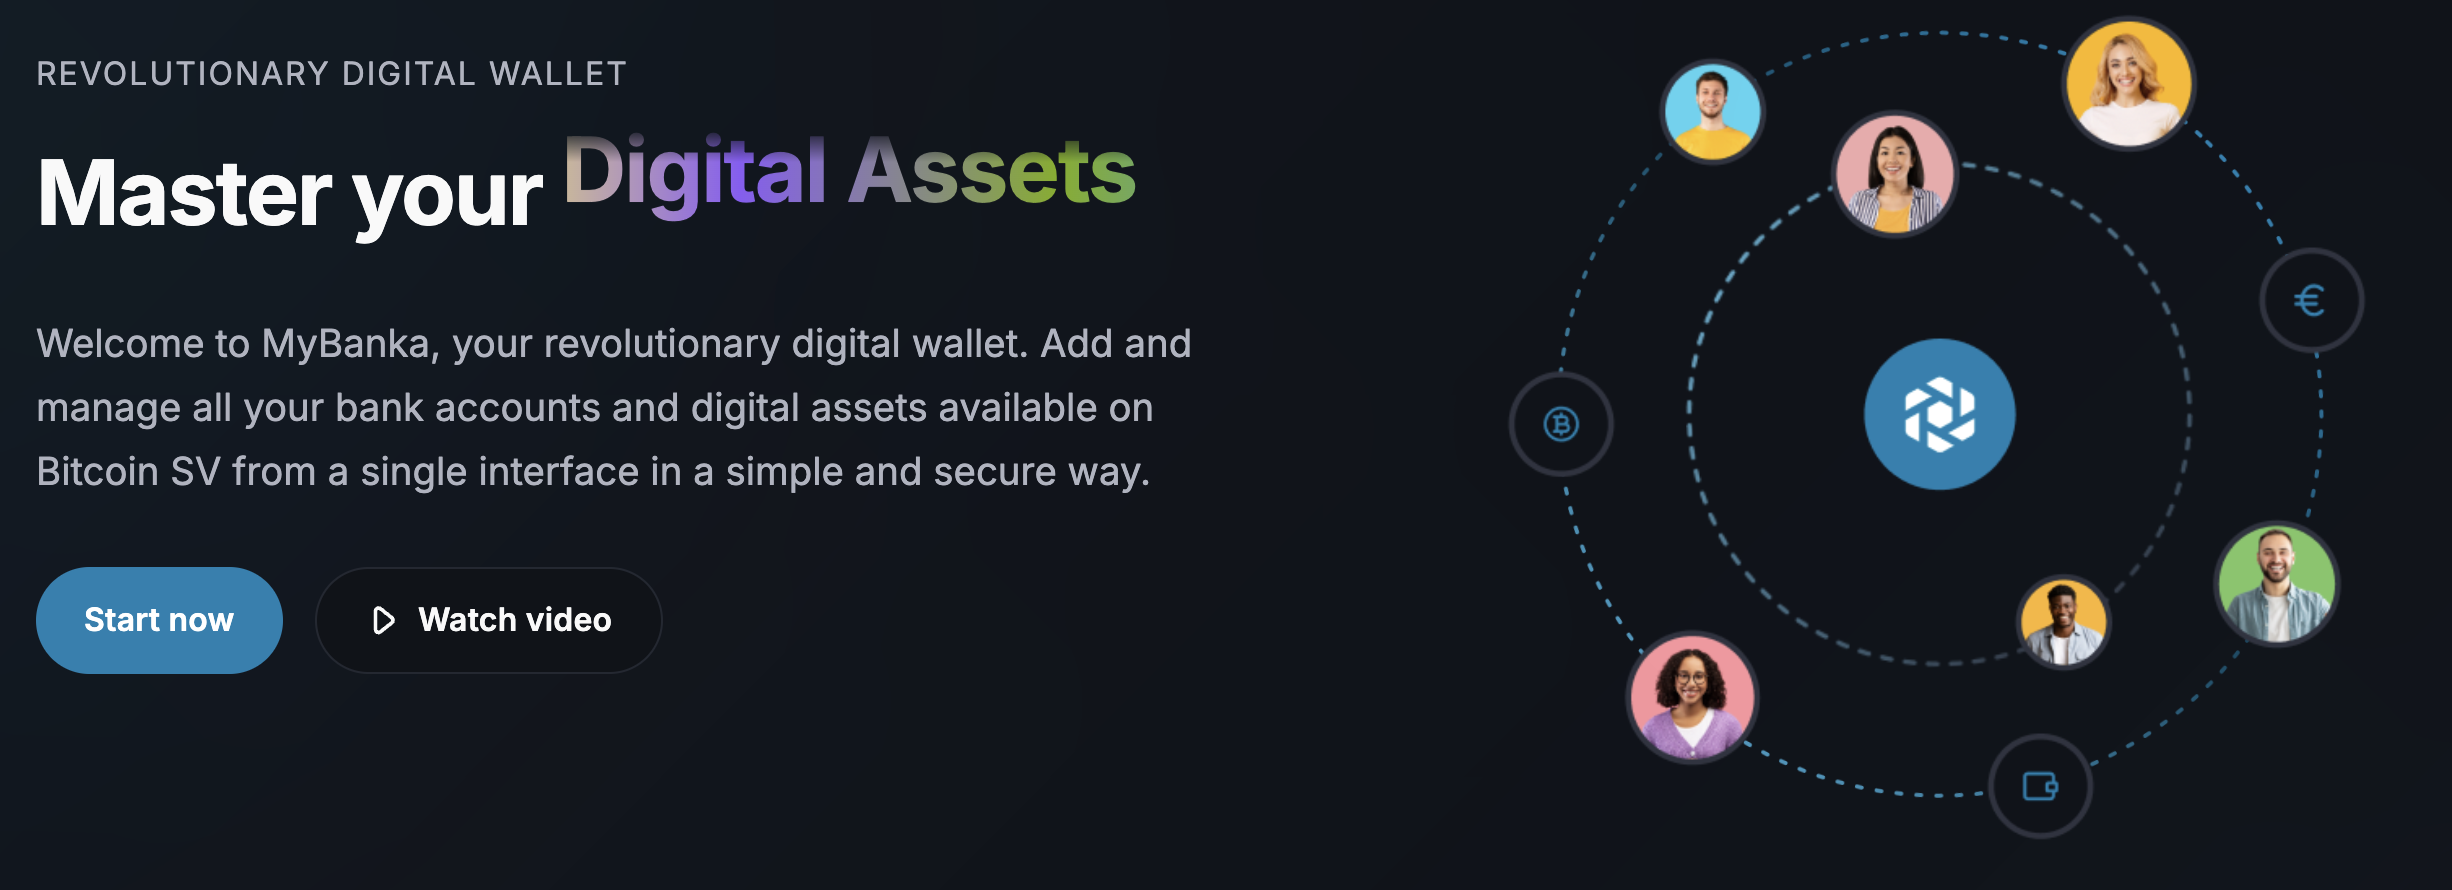 REVOLUTIONARY DIGITAL WALLET
Master your Digital Assets
Welcome to MyBanka, your revolutionary digital wallet. Add and
manage all your bank accounts and digital assets available on
Bitcoin SV from a single interface in a simple and secure way.
Start now
Watch video